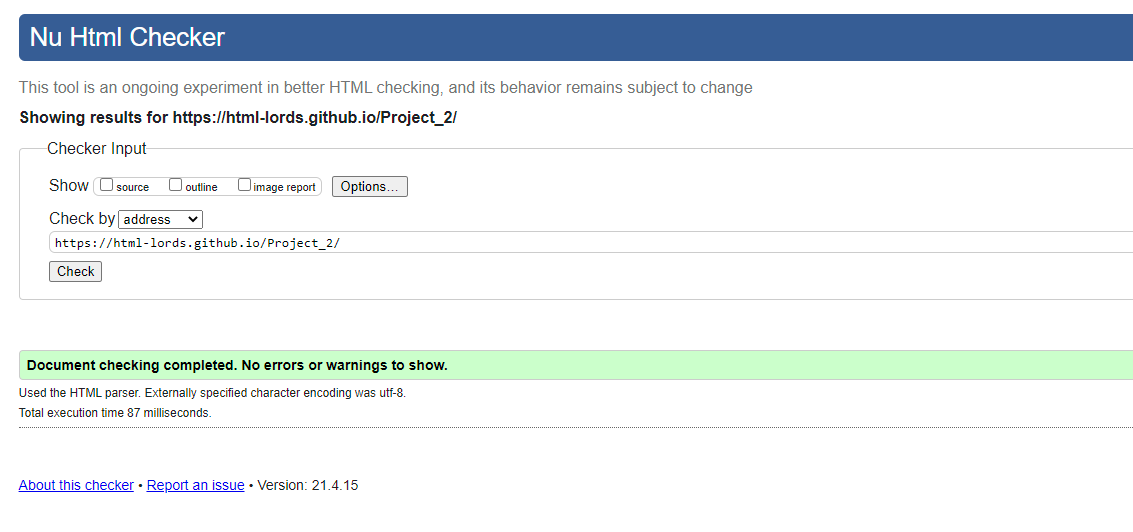 Nu Html Checker
This tool is an ongoing experiment in better HTML checking, and its behavior remains subject to change
Showing results for https://html-lords.github.io/Project_2/
Checker Input
Show source outline image report Options...
Check by address
https://html-lords.github.io/Project_2/
Check
Document checking completed. No errors or warnings to show.
Used the HTML parser. Externally specified character encoding was utf-8.
Total execution time 87 milliseconds.
About this checker • Report an issue • Version: 21.4.15